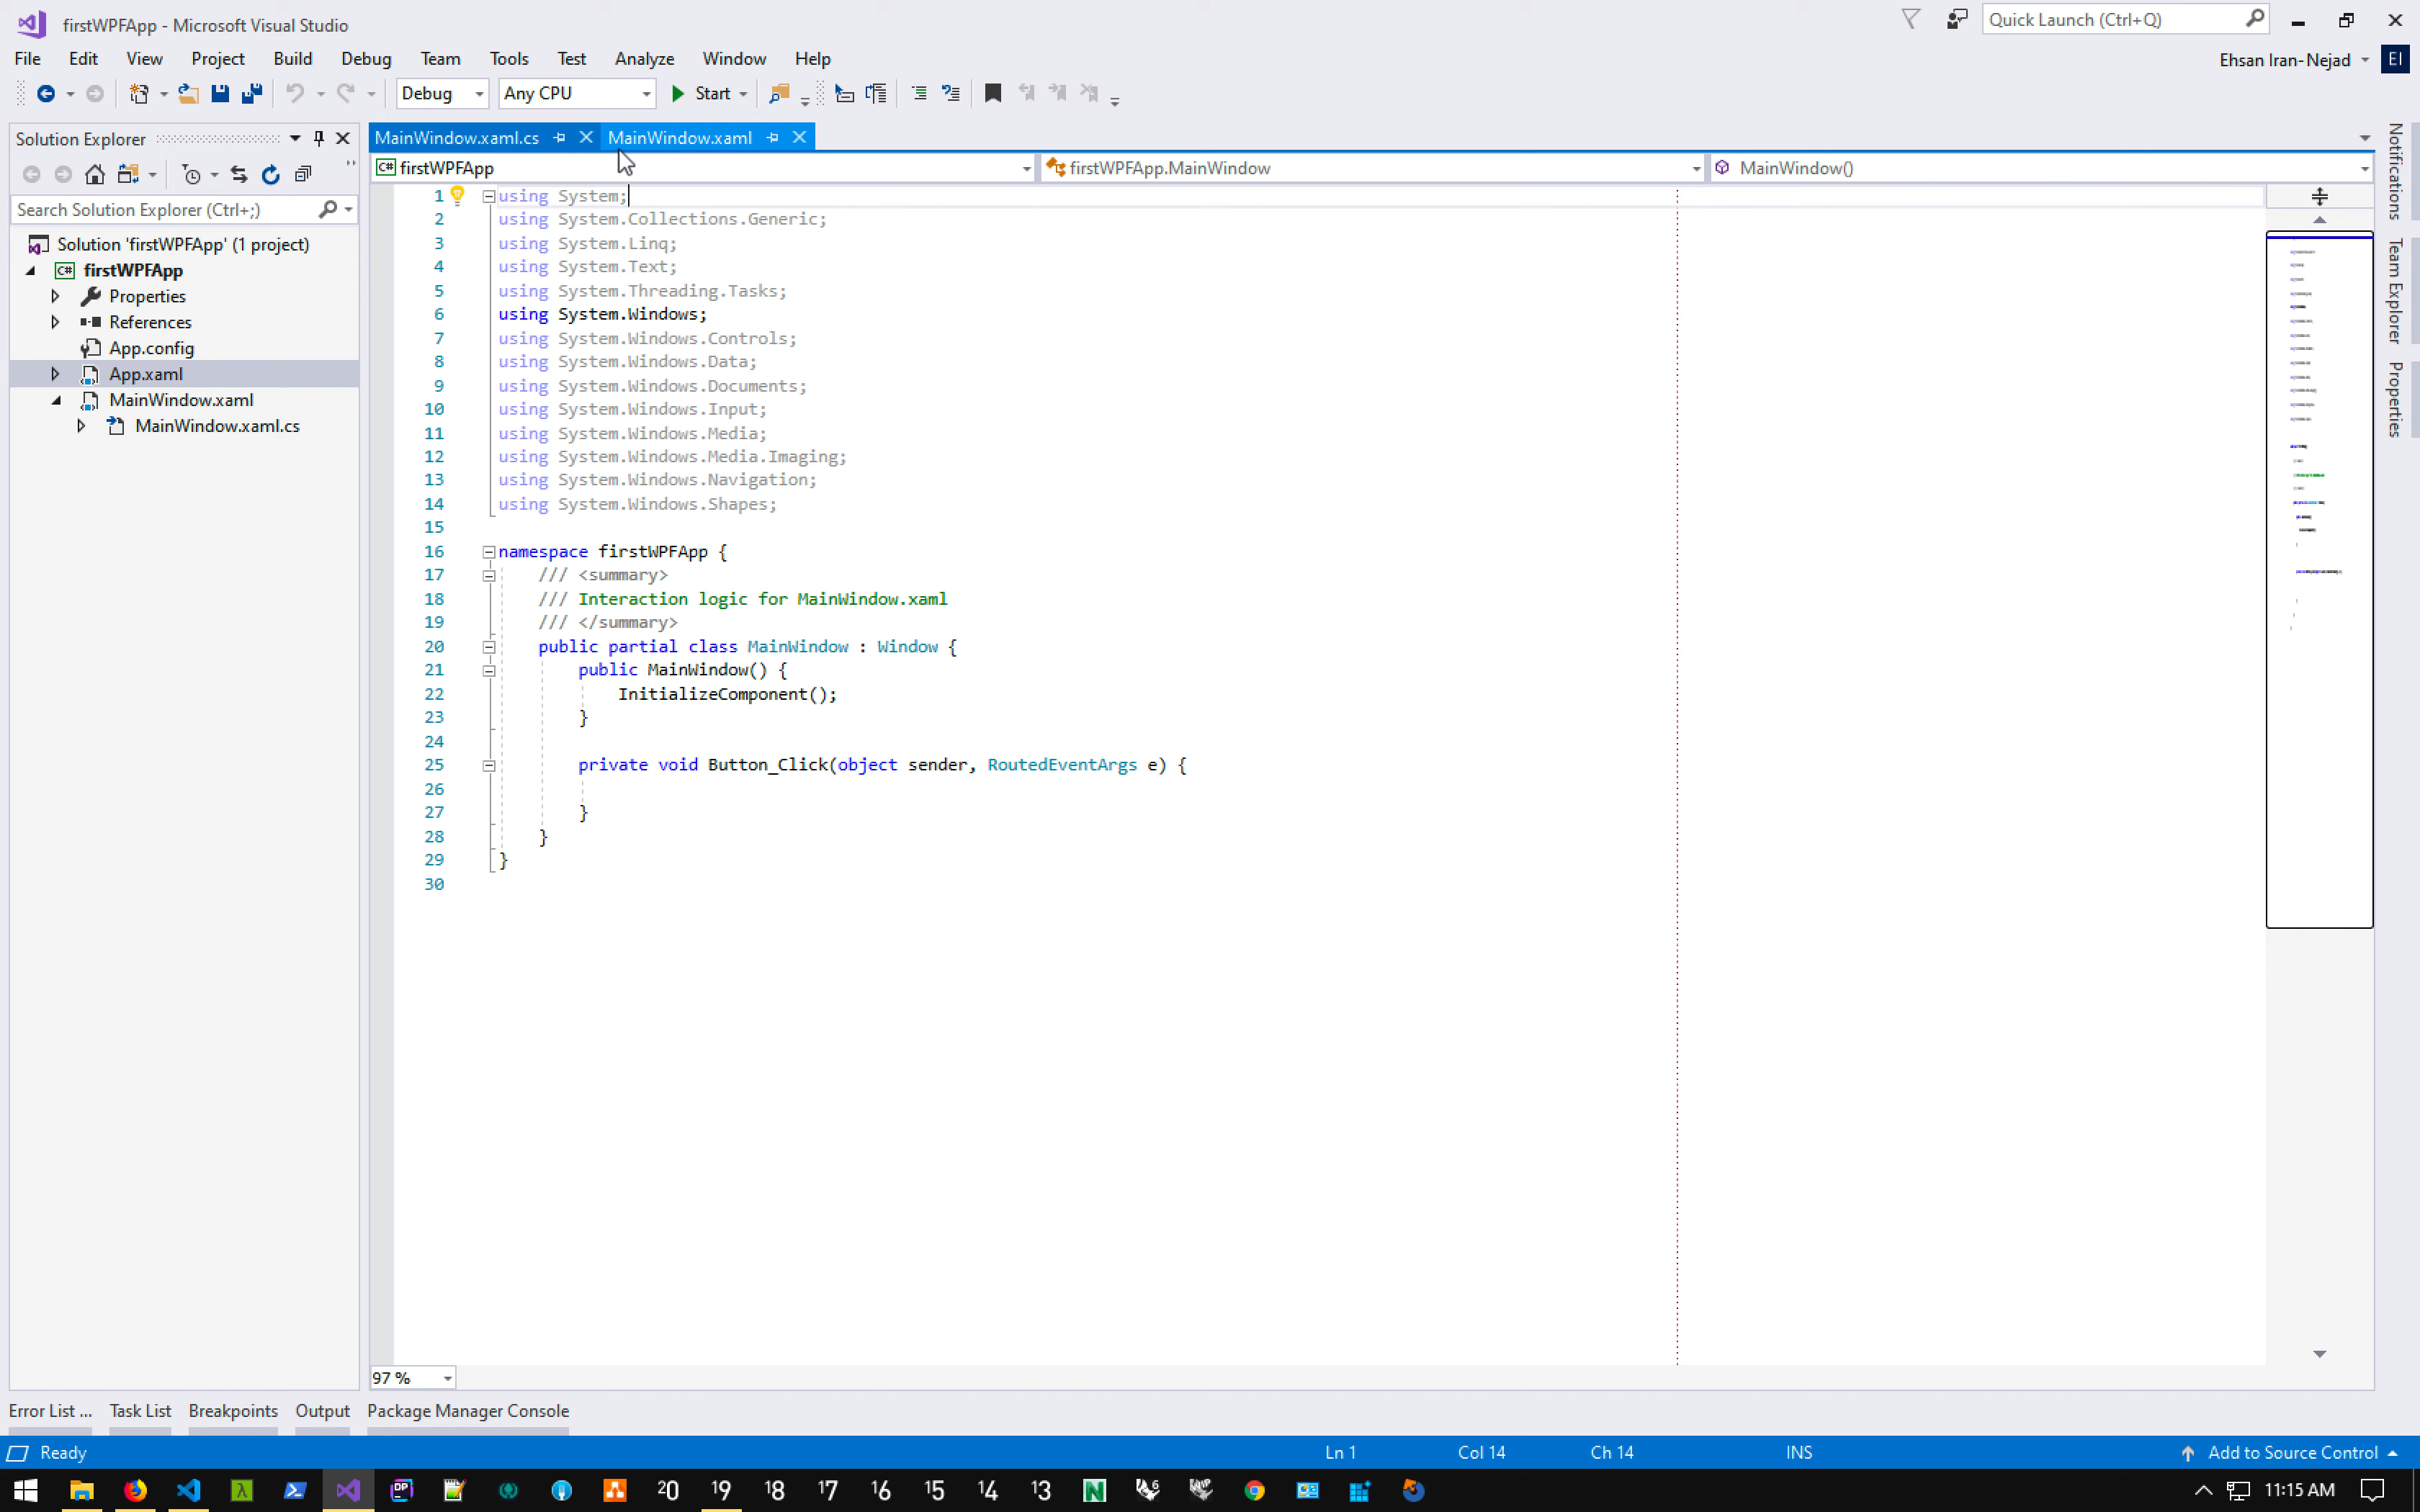 firstWPFApp - Microsoft Visual Studio
Quick Launch (Ctrl+Q)
File Edit View Project Build Debug Team Tools Test Analyze Window Help
Ehsan Iran-Nejad EI
Debug Any CPU Start
Solution Explorer
Search Solution Explorer (Ctrl+;)
Solution 'firstWPFApp' (1 project)
C# firstWPFApp
Properties
References
App.config
App.xaml
MainWindow.xaml
MainWindow.xaml.cs
MainWindow.xaml.cs MainWindow.xaml
C# firstWPFApp firstWPFApp.MainWindow MainWindow()
1 using System;
2 using System.Collections.Generic;
3 using System.Linq;
4 using System.Text;
5 using System.Threading.Tasks;
6 using System.Windows;
7 using System.Windows.Controls;
8 using System.Windows.Data;
9 using System.Windows.Documents;
10 using System.Windows.Input;
11 using System.Windows.Media;
12 using System.Windows.Media.Imaging;
13 using System.Windows.Navigation;
14 using System.Windows.Shapes;
15
16 namespace firstWPFApp {
17 /// <summary>
18 /// Interaction logic for MainWindow.xaml
19 /// </summary>
20 public partial class MainWindow : Window {
21 public MainWindow() {
22 InitializeComponent();
23 }
24
25 private void Button_Click(object sender, RoutedEventArgs e) {
26
27 }
28 }
29 }
30
Notifications
Team Explorer
Properties
97 %
Error List ... Task List Breakpoints Output Package Manager Console
Ready Ln 1 Col 14 Ch 14 INS Add to Source Control
DP 20 19 18 17 16 15 14 13 N 11:15 AM